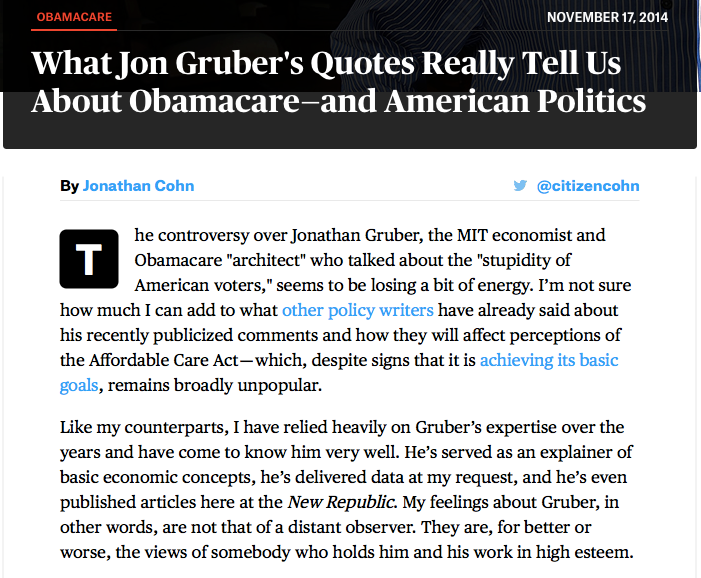 OBAMACARE
NOVEMBER 17, 2014
What Jon Gruber's Quotes Really Tell Us
About Obamacare—and American Politics
By Jonathan Cohn
@citizencohn
The controversy over Jonathan Gruber, the MIT economist and
Obamacare "architect" who talked about the "stupidity of
American voters," seems to be losing a bit of energy. I’m not sure
how much I can add to what other policy writers have already said about
his recently publicized comments and how they will affect perceptions of
the Affordable Care Act—which, despite signs that it is achieving its basic
goals, remains broadly unpopular.
Like my counterparts, I have relied heavily on Gruber’s expertise over the
years and have come to know him very well. He’s served as an explainer of
basic economic concepts, he’s delivered data at my request, and he’s even
published articles here at the New Republic. My feelings about Gruber, in
other words, are not that of a distant observer. They are, for better or
worse, the views of somebody who holds him and his work in high esteem.